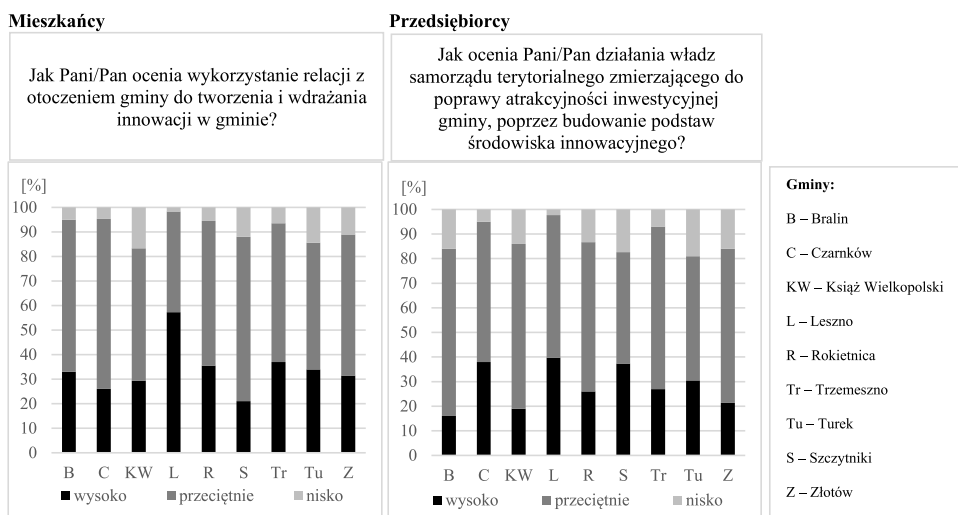 Mieszkańcy
Jak Pani/Pan ocenia wykorzystanie relacji z
otoczeniem gminy do tworzenia i wdrażania
innowacji w gminie?
[%]
100
90
80
70
60
50
40
30
20
10
0
B C KW L R S Tr Tu Z
wysoko przeciętnie nisko
Przedsiębiorcy
Jak ocenia Pani/Pan działania władz
samorządu terytorialnego zmierzającego do
poprawy atrakcyjności inwestycyjnej
gminy, poprzez budowanie podstaw
środowiska innowacyjnego?
[%]
100
90
80
70
60
50
40
30
20
10
0
B C KW L R S Tr Tu Z
wysoko przeciętnie nisko
Gminy:
B – Bralin
C – Czarnków
KW – Książ Wielkopolski
L – Leszno
R – Rokietnica
Tr – Trzemeszno
Tu – Turek
S – Szczytniki
Z – Złotów